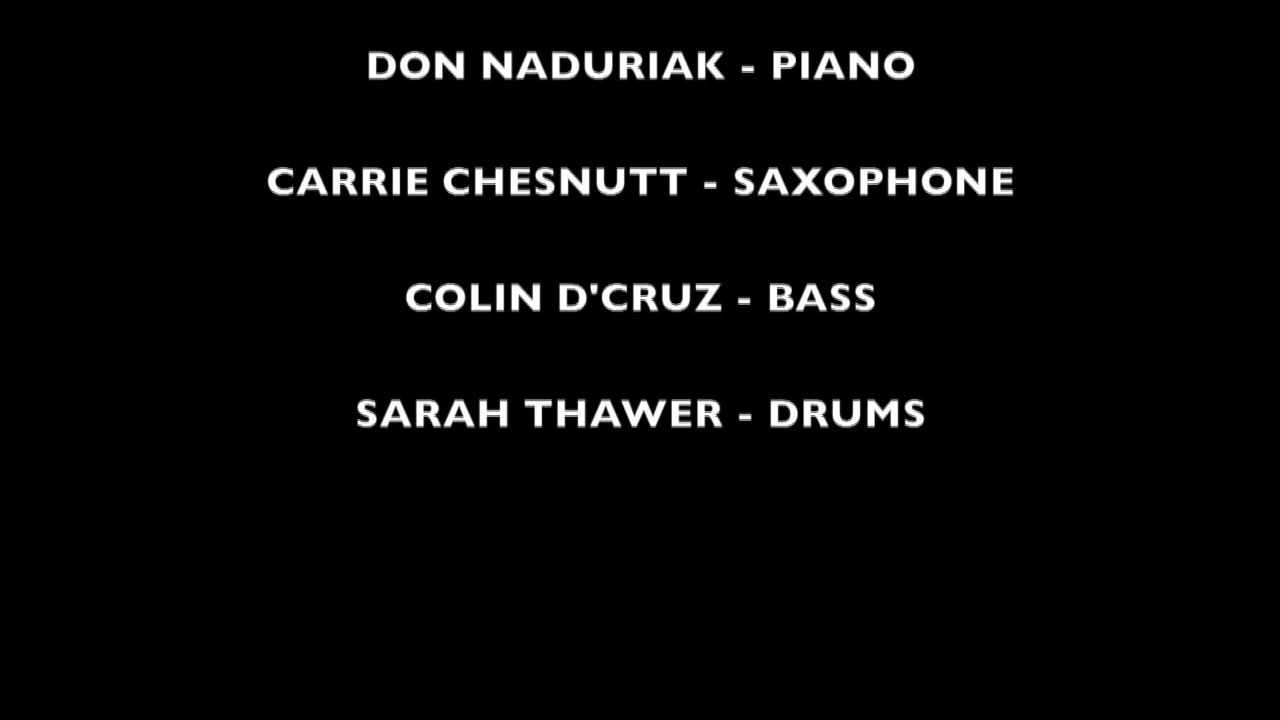 DON NADURIAK - PIANO
CARRIE CHESNUTT - SAXOPHONE
COLIN D'CRUZ - BASS
SARAH THAWER - DRUMS